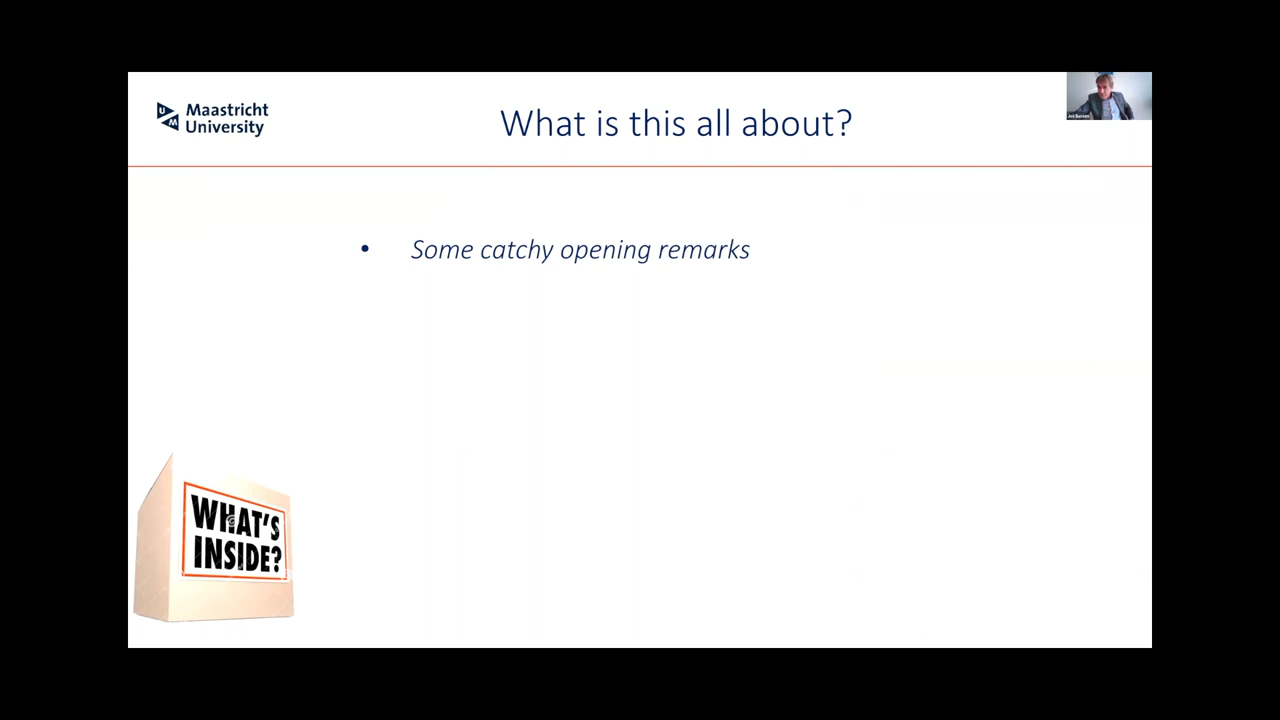 Maastricht
University
What is this all about?
• Some catchy opening remarks
WHAT'S
INSIDE?